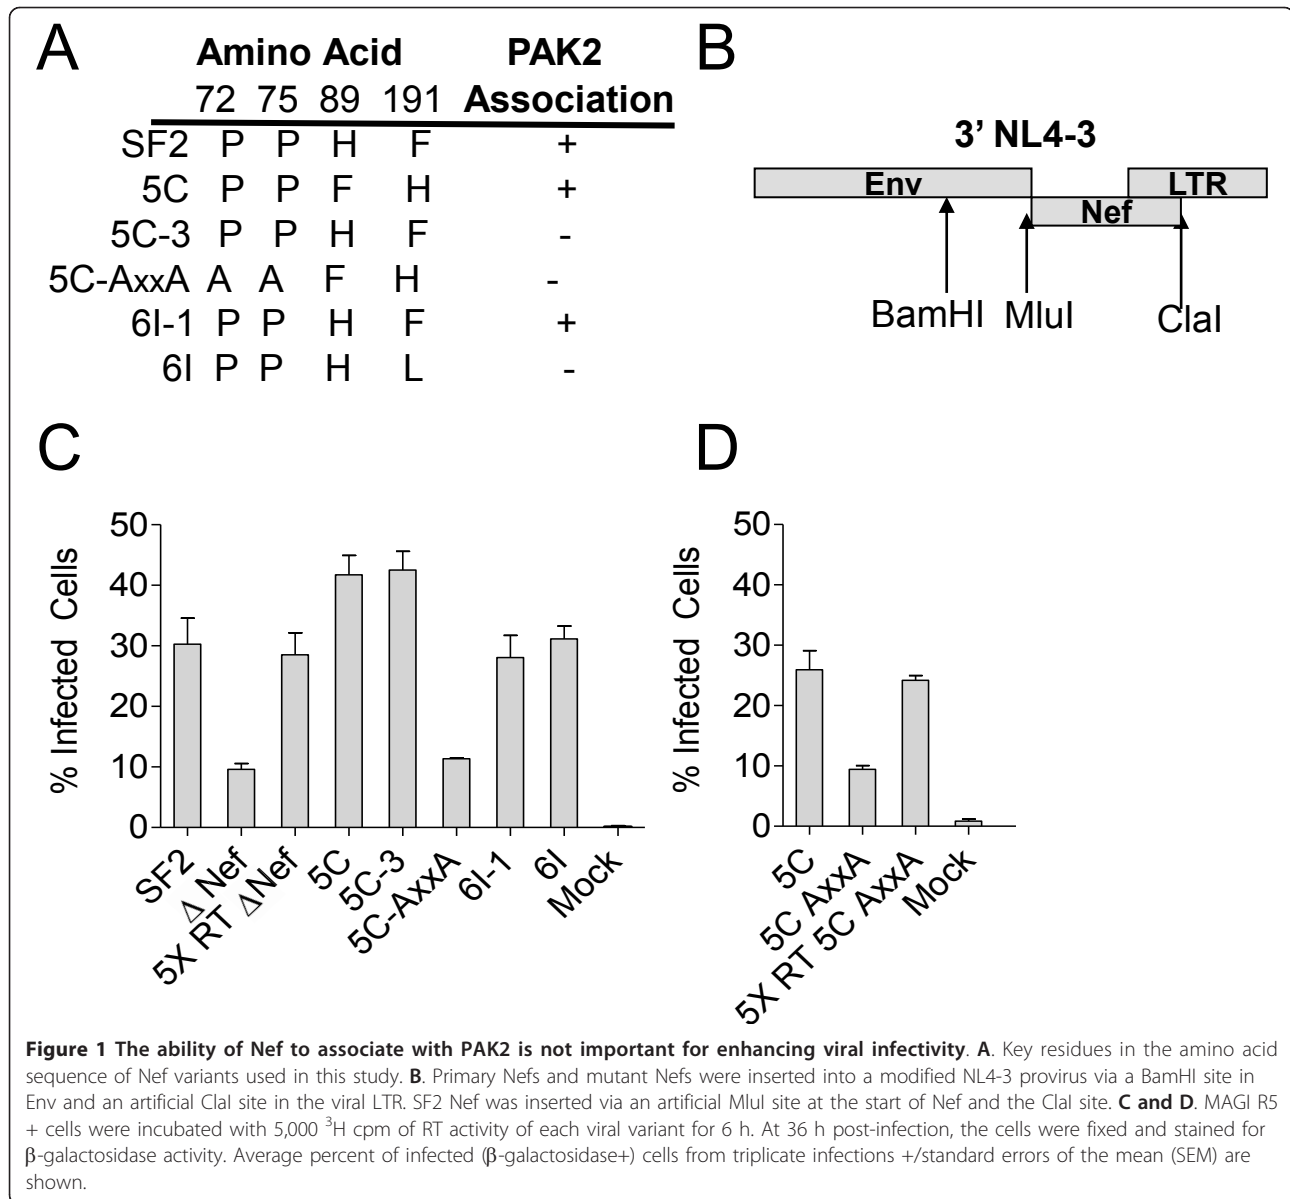 A
Amino Acid PAK2
72 75 89 191 Association
SF2 P P H F +
5C P P F H +
5C-3 P P H F -
5C-AxxA A A F H -
6I-1 P P H F +
6I P P H L -
B
3' NL4-3
Env
LTR
Nef
BamHI MluI ClaI
C
% Infected Cells
50
40
30
20
10
0
SF2
Δ Nef
5X RT ΔNef
5C
5C-3
5C-AxxA
6I-1
6I
Mock
D
% Infected Cells
50
40
30
20
10
0
5C
5C AxxA
5X RT 5C AxxA
Mock
Figure 1 The ability of Nef to associate with PAK2 is not important for enhancing viral infectivity. A. Key residues in the amino acid
sequence of Nef variants used in this study. B. Primary Nefs and mutant Nefs were inserted into a modified NL4-3 provirus via a BamHI site in
Env and an artificial ClaI site in the viral LTR. SF2 Nef was inserted via an artificial MluI site at the start of Nef and the ClaI site. C and D. MAGI R5
+ cells were incubated with 5,000 ³H cpm of RT activity of each viral variant for 6 h. At 36 h post-infection, the cells were fixed and stained for
β-galactosidase activity. Average percent of infected (β-galactosidase+) cells from triplicate infections +/standard errors of the mean (SEM) are
shown.